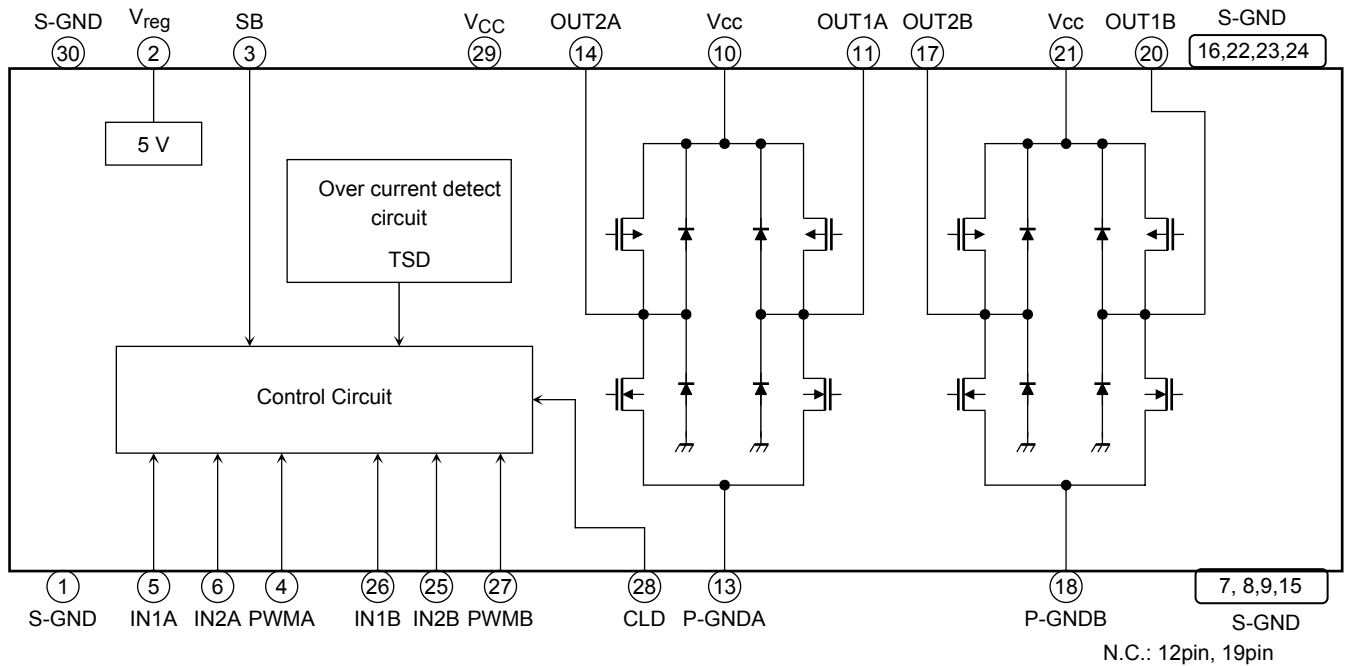 S-GND Vreg SB VCC OUT2A Vcc OUT1A OUT2B Vcc OUT1B S-GND
30 2 3 29 14 10 11 17 21 20 16,22,23,24
5 V
Over current detect
circuit
TSD
Control Circuit
1 5 6 4 26 25 27 28 13 18 7, 8,9,15
S-GND IN1A IN2A PWMA IN1B IN2B PWMB CLD P-GNDA P-GNDB S-GND
N.C.: 12pin, 19pin